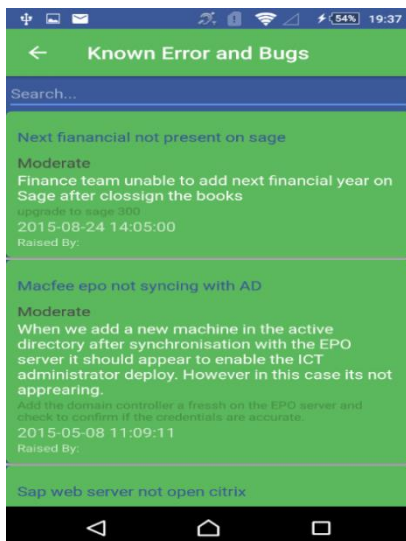 54% 19:37
Known Error and Bugs
Search...
Next fianancial not present on sage
Moderate
Finance team unable to add next financial year on
Sage after clossign the books
upgrade to sage 300
2015-08-24 14:05:00
Raised By:
Macfee epo not syncing with AD
Moderate
When we add a new machine in the active
directory after synchronisation with the EPO
server it should appear to enable the ICT
administrator deploy. However in this case its not
apprearing.
Add the domain controller a fressh on the EPO server and
check to confirm if the credentials are accurate.
2015-05-08 11:09:11
Raised By:
Sap web server not open citrix